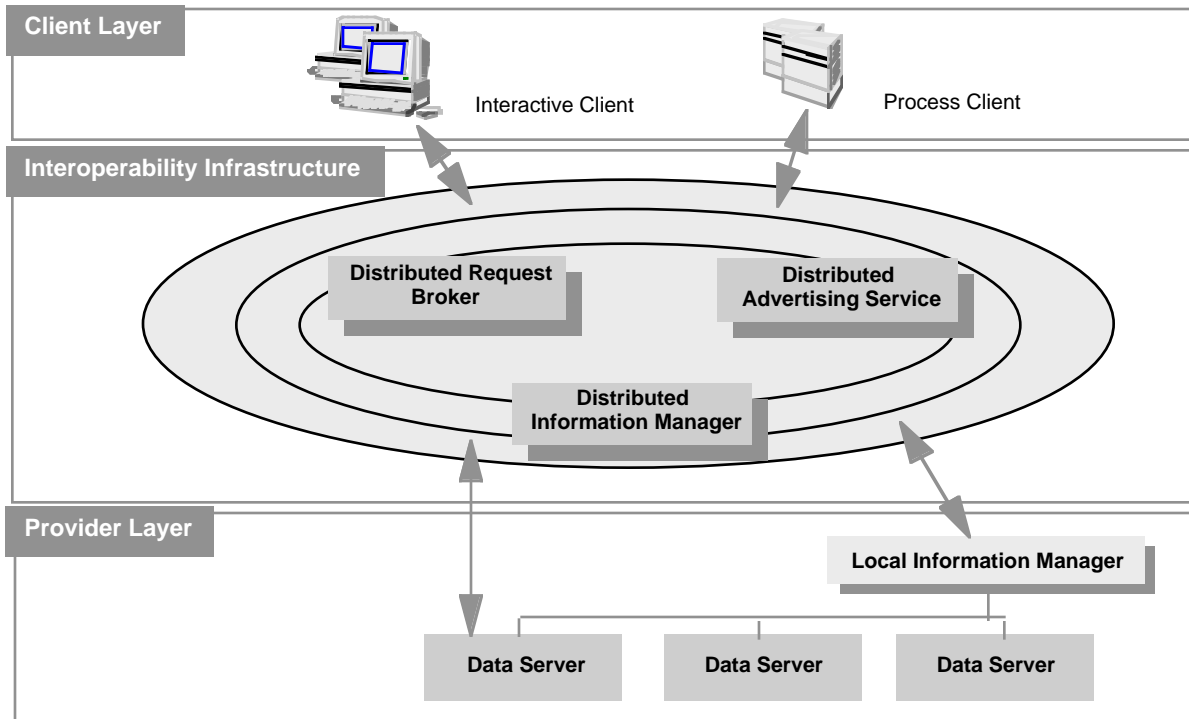 Client Layer
Interactive Client
Process Client
Interoperability Infrastructure
Distributed Request
Broker
Distributed
Advertising Service
Distributed
Information Manager
Provider Layer
Local Information Manager
Data Server
Data Server
Data Server